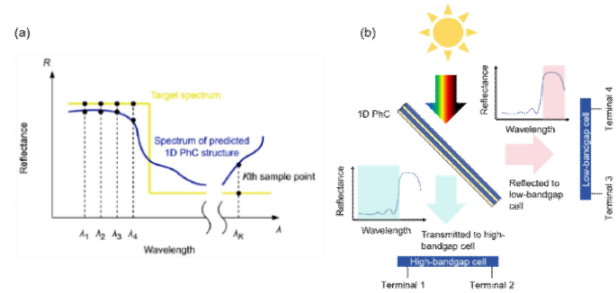 (a)
R
Target spectrum
Spectrum of predicted
1D PhC structure
Kth sample point
Reflectance
λ1 λ2 λ3 λ4 λK λ
Wavelength
(b)
1D PhC
Reflectance
Wavelength
Reflected to
low-bandgap
cell
Low-bandgap cell
Terminal 4
Terminal 3
Reflectance
Wavelength
Transmitted to high-
bandgap cell
High-bandgap cell
Terminal 1 Terminal 2